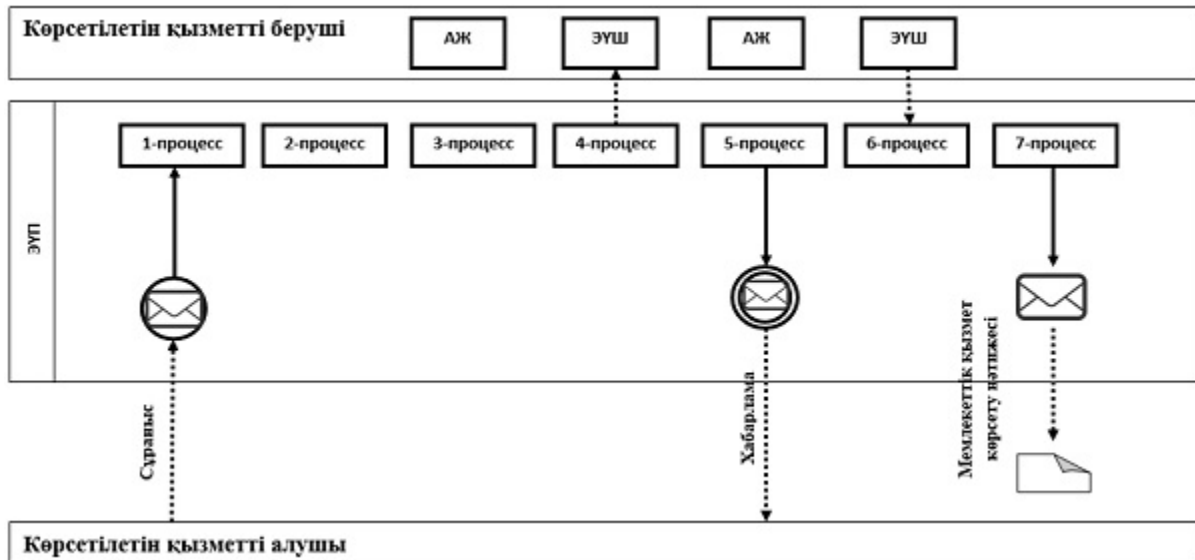 Көрсетілетін қызметті беруші
АЖ
ЭҮШ
АЖ
ЭҮШ
ЭҮП
1-процесс
2-процесс
3-процесс
4-процесс
5-процесс
6-процесс
7-процесс
Сұраныс
Хабарлама
Мемлекеттік қызмет
көрсету нәтижесі
Көрсетілетін қызметті алушы